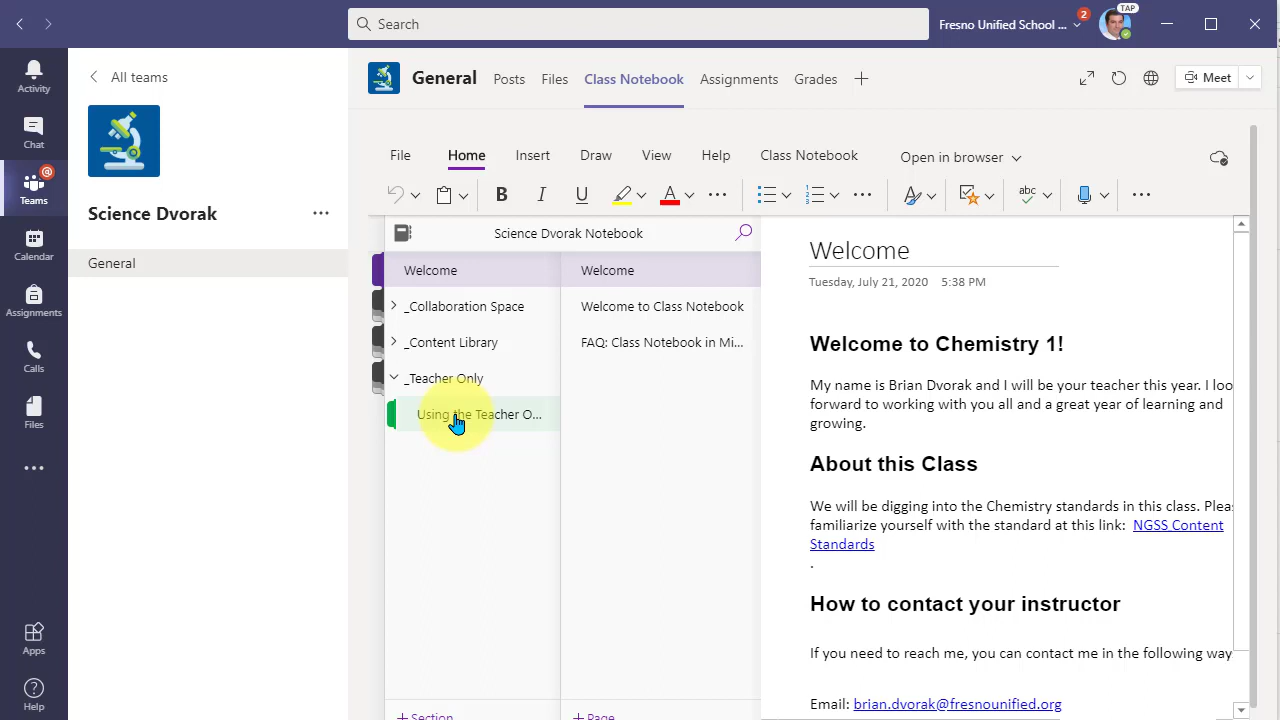 Search
Fresno Unified School ...
2
TAP
Activity
Chat
Teams
Calendar
Assignments
Calls
Files
Apps
Help
All teams
Science Dvorak
General
General
Posts
Files
Class Notebook
Assignments
Grades
Meet
File
Home
Insert
Draw
View
Help
Class Notebook
Open in browser
B
I
U
A
abc
Science Dvorak Notebook
Welcome
_Collaboration Space
_Content Library
_Teacher Only
Using the Teacher O...
+ Section
Welcome
Welcome to Class Notebook
FAQ: Class Notebook in Mi...
+ Page
Welcome
Tuesday, July 21, 2020 5:38 PM
Welcome to Chemistry 1!
My name is Brian Dvorak and I will be your teacher this year. I loo
forward to working with you all and a great year of learning and
growing.
About this Class
We will be digging into the Chemistry standards in this class. Pleas
familiarize yourself with the standard at this link: NGSS Content
Standards
.
How to contact your instructor
If you need to reach me, you can contact me in the following way
Email: brian.dvorak@fresnounified.org